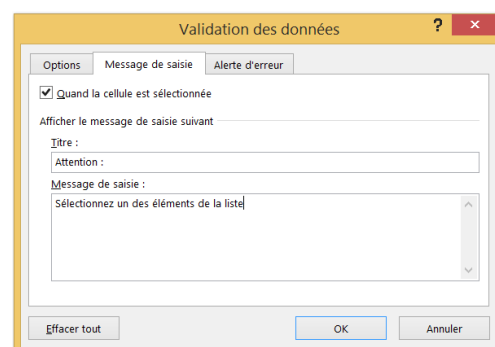 Validation des données ? ×
Options Message de saisie Alerte d'erreur
Quand la cellule est sélectionnée
Afficher le message de saisie suivant
Titre :
Attention :
Message de saisie :
Sélectionnez un des éléments de la liste
Effacer tout OK Annuler